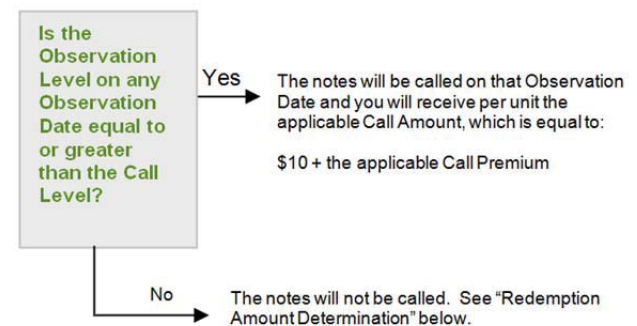 Is the
Observation
Level on any
Observation
Date equal to
or greater
than the Call
Level?
Yes
The notes will be called on that Observation
Date and you will receive per unit the
applicable Call Amount, which is equal to:
$10 + the applicable Call Premium
No
The notes will not be called. See “Redemption
Amount Determination” below.